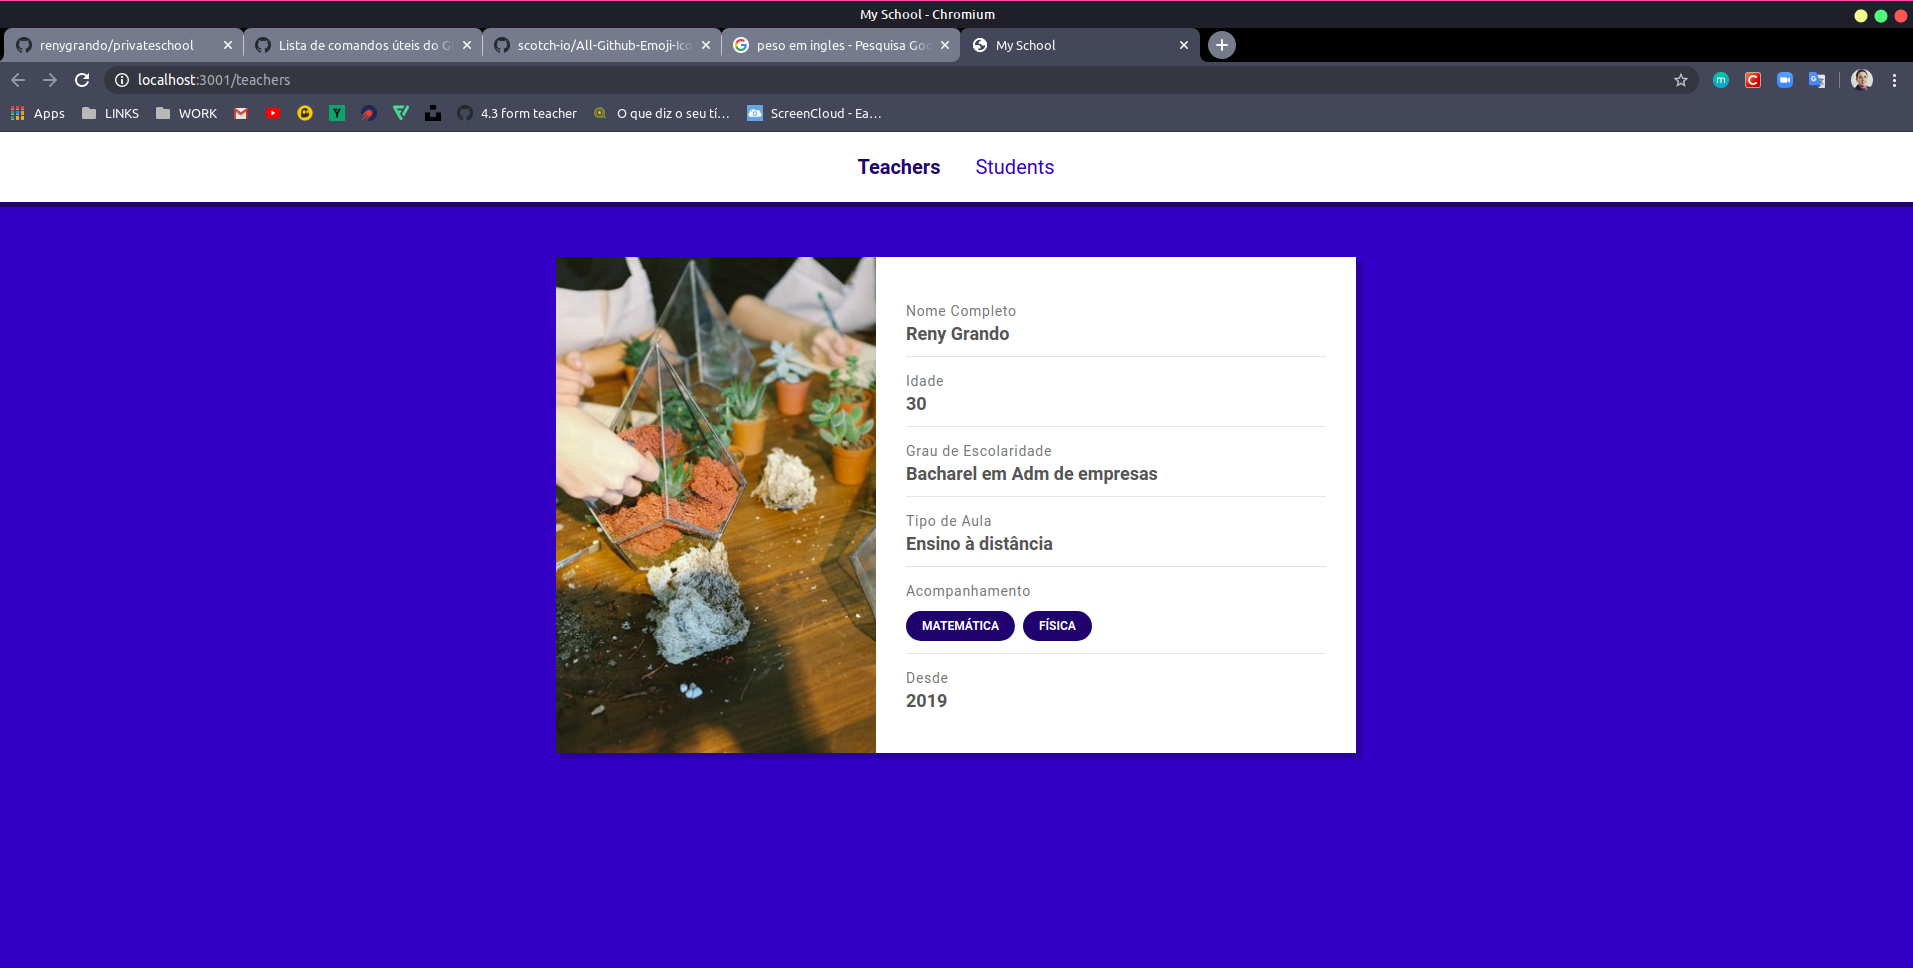 My School - Chromium
renygrando/privateschool
Lista de comandos úteis do G
scotch-io/All-Github-Emoji-Ico
peso em ingles - Pesquisa Goo
My School
localhost:3001/teachers
Apps
LINKS
WORK
4.3 form teacher
O que diz o seu tí...
ScreenCloud - Ea...
Teachers
Students
Nome Completo
Reny Grando
Idade
30
Grau de Escolaridade
Bacharel em Adm de empresas
Tipo de Aula
Ensino à distância
Acompanhamento
MATEMÁTICA
FÍSICA
Desde
2019